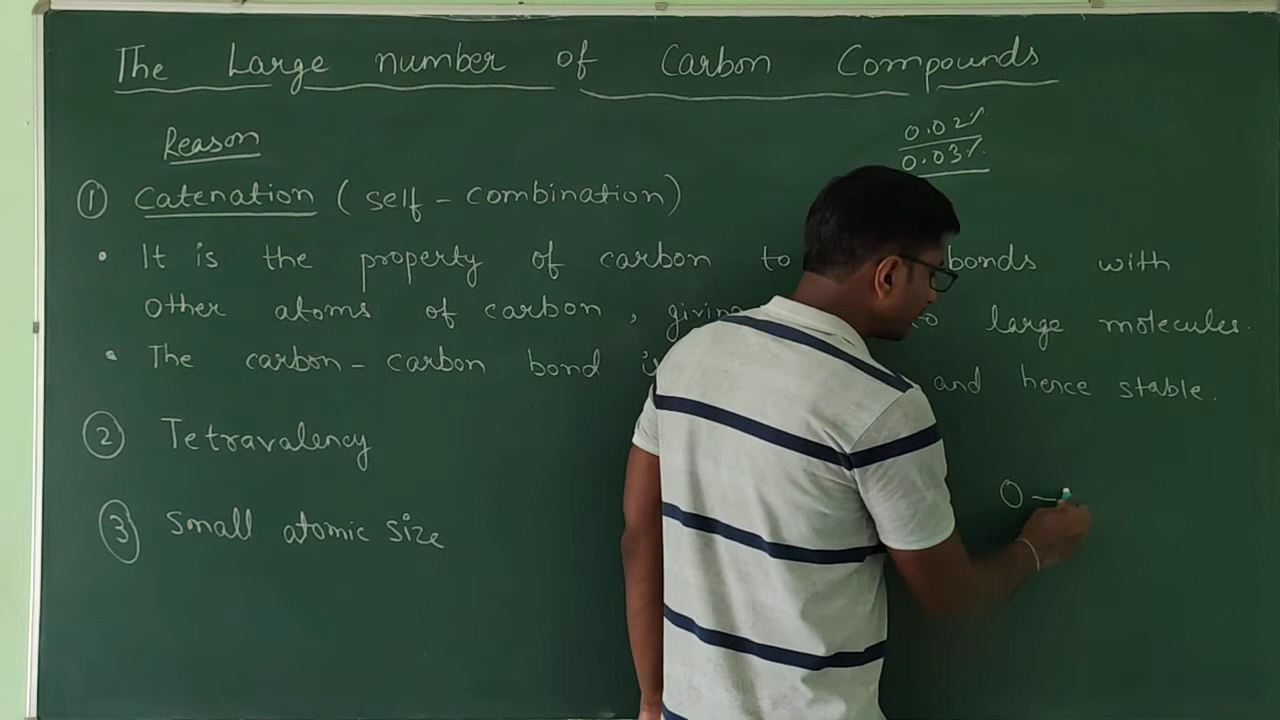 The Large number of Carbon Compounds
0.02%
0.03%
Reason
① Catenation (self-combination)
• It is the property of carbon to bonds with
other atoms of carbon, giving to large molecules.
• The carbon-carbon bond and hence stable.
② Tetravalency
③ Small atomic size
O –